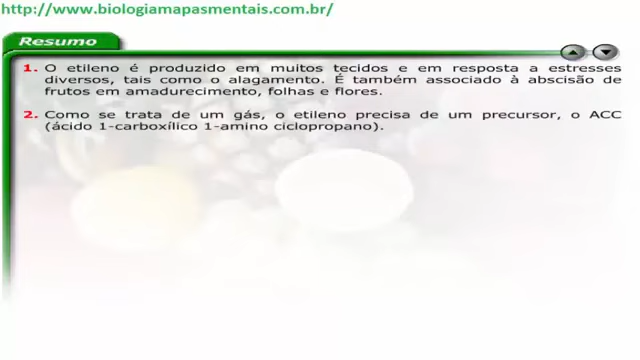 http://www.biologiamapasmentais.com.br/
Resumo
1. O etileno é produzido em muitos tecidos e em resposta a estresses
diversos, tais como o alagamento. É também associado à abscisão de
frutos em amadurecimento, folhas e flores.
2. Como se trata de um gás, o etileno precisa de um precursor, o ACC
(ácido 1-carboxílico 1-amino ciclopropano).